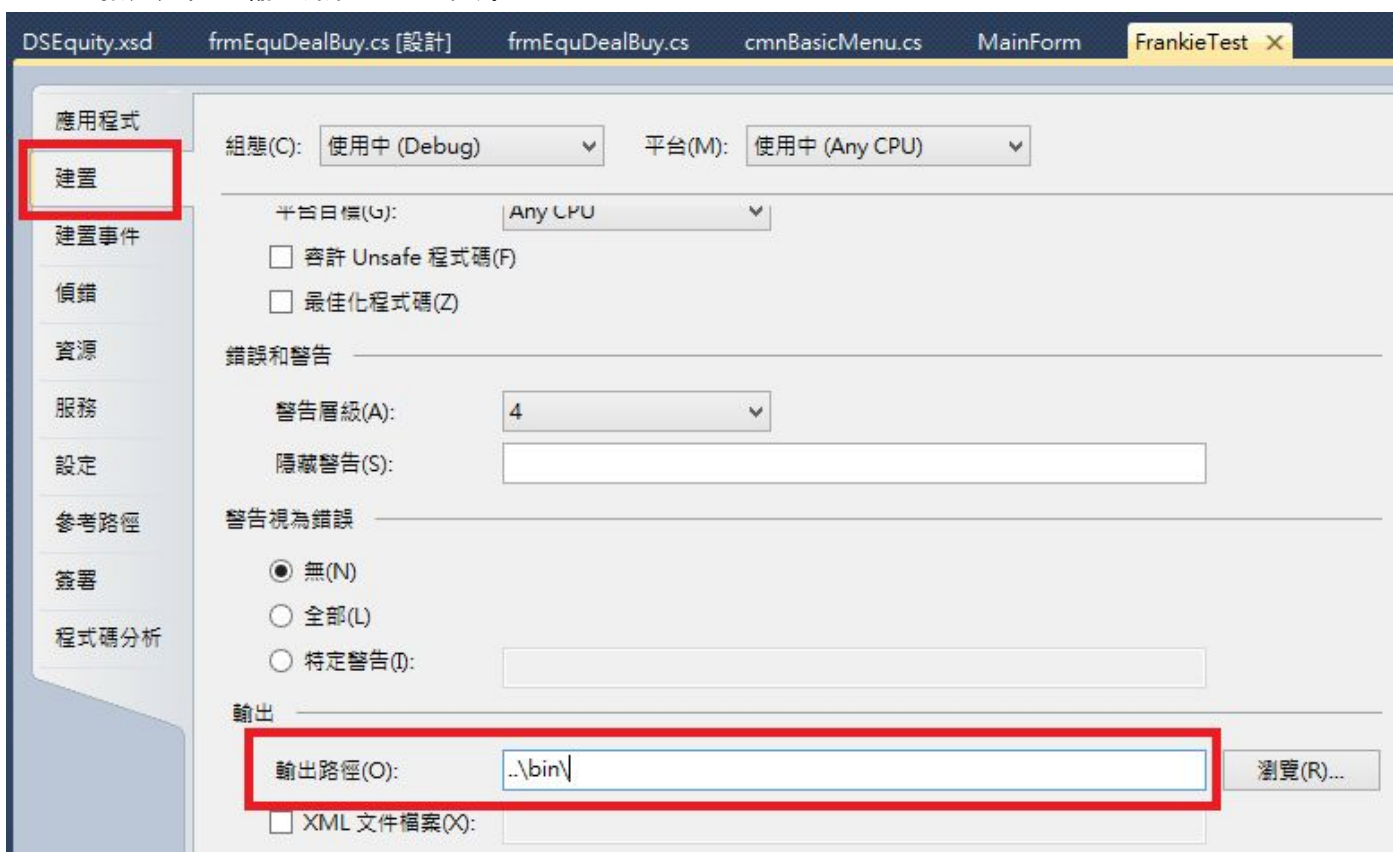 DSEquity.xsd frmEquDealBuy.cs [設計] frmEquDealBuy.cs cmnBasicMenu.cs MainForm FrankieTest
應用程式
建置
建置事件
偵錯
資源
服務
設定
參考路徑
簽署
程式碼分析
組態(C): 使用中 (Debug) 平台(M): 使用中 (Any CPU)
平台目標(G): Any CPU
容許 Unsafe 程式碼(F)
最佳化程式碼(Z)
錯誤和警告
警告層級(A): 4
隱藏警告(S):
警告視為錯誤
無(N)
全部(L)
特定警告(I):
輸出
輸出路徑(O): ..\bin\ 瀏覽(R)...
XML 文件檔案(X):